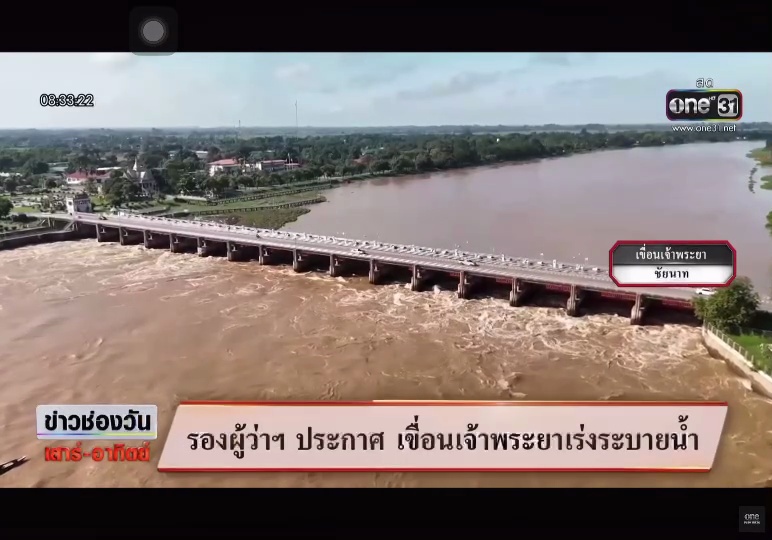 08:33:22
สด
one 31
www.one31.net
เขื่อนเจ้าพระยา
ชัยนาท
ข่าวช่องวัน
เสาร์-อาทิตย์
รองผู้ว่าฯ ประกาศ เขื่อนเจ้าพระยาเร่งระบายน้ำ
one